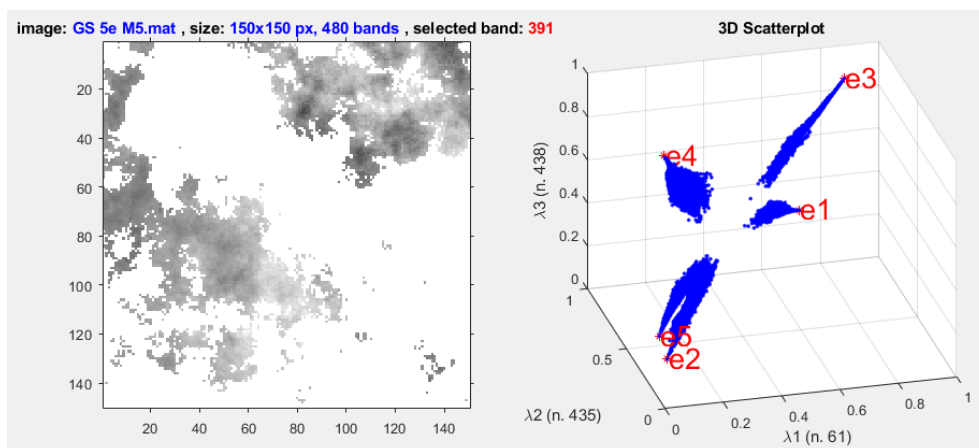 image: GS 5e M5.mat , size: 150x150 px, 480 bands , selected band: 391
20
40
60
80
100
120
140
20 40 60 80 100 120 140
3D Scatterplot
1
0.8
0.6
0.4
0.2
0
λ3 (n. 438)
e3
e4
e1
e5
e2
1
0.5
0
λ2 (n. 435)
0 0.2 0.4 0.6 0.8 1
λ1 (n. 61)